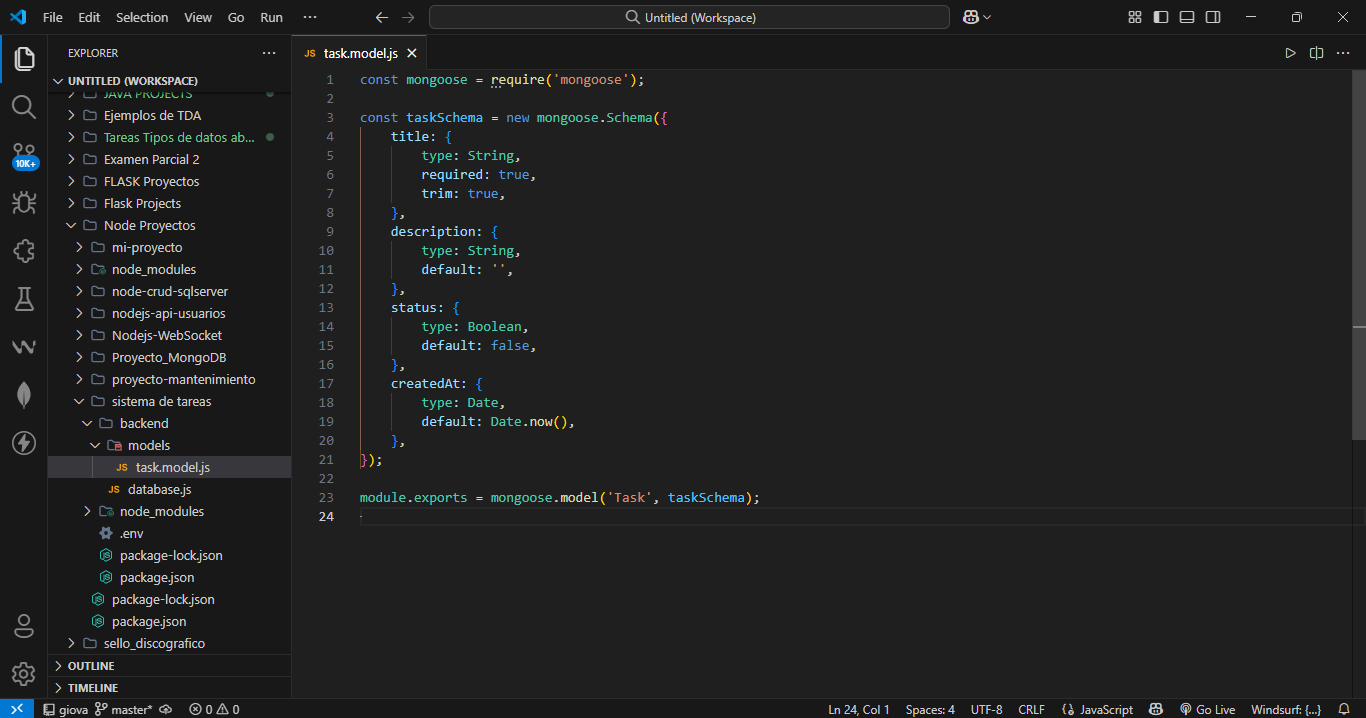 File Edit Selection View Go Run ··· Untitled (Workspace)
EXPLORER ···
UNTITLED (WORKSPACE)
JAVA PROJECTS
Ejemplos de TDA
Tareas Tipos de datos ab...
Examen Parcial 2
FLASK Proyectos
Flask Projects
Node Proyectos
mi-proyecto
node_modules
node-crud-sqlserver
nodejs-api-usuarios
Nodejs-WebSocket
Proyecto_MongoDB
proyecto-mantenimiento
sistema de tareas
backend
models
JS task.model.js
JS database.js
node_modules
.env
package-lock.json
package.json
package-lock.json
package.json
sello_discografico
OUTLINE
TIMELINE
10K+
JS task.model.js
1 const mongoose = require('mongoose');
2
3 const taskSchema = new mongoose.Schema({
4     title: {
5         type: String,
6         required: true,
7         trim: true,
8     },
9     description: {
10         type: String,
11         default: '',
12     },
13     status: {
14         type: Boolean,
15         default: false,
16     },
17     createdAt: {
18         type: Date,
19         default: Date.now(),
20     },
21 });
22
23 module.exports = mongoose.model('Task', taskSchema);
24
giova master* 0 0 Ln 24, Col 1 Spaces: 4 UTF-8 CRLF {} JavaScript Go Live Windsurf: {...}